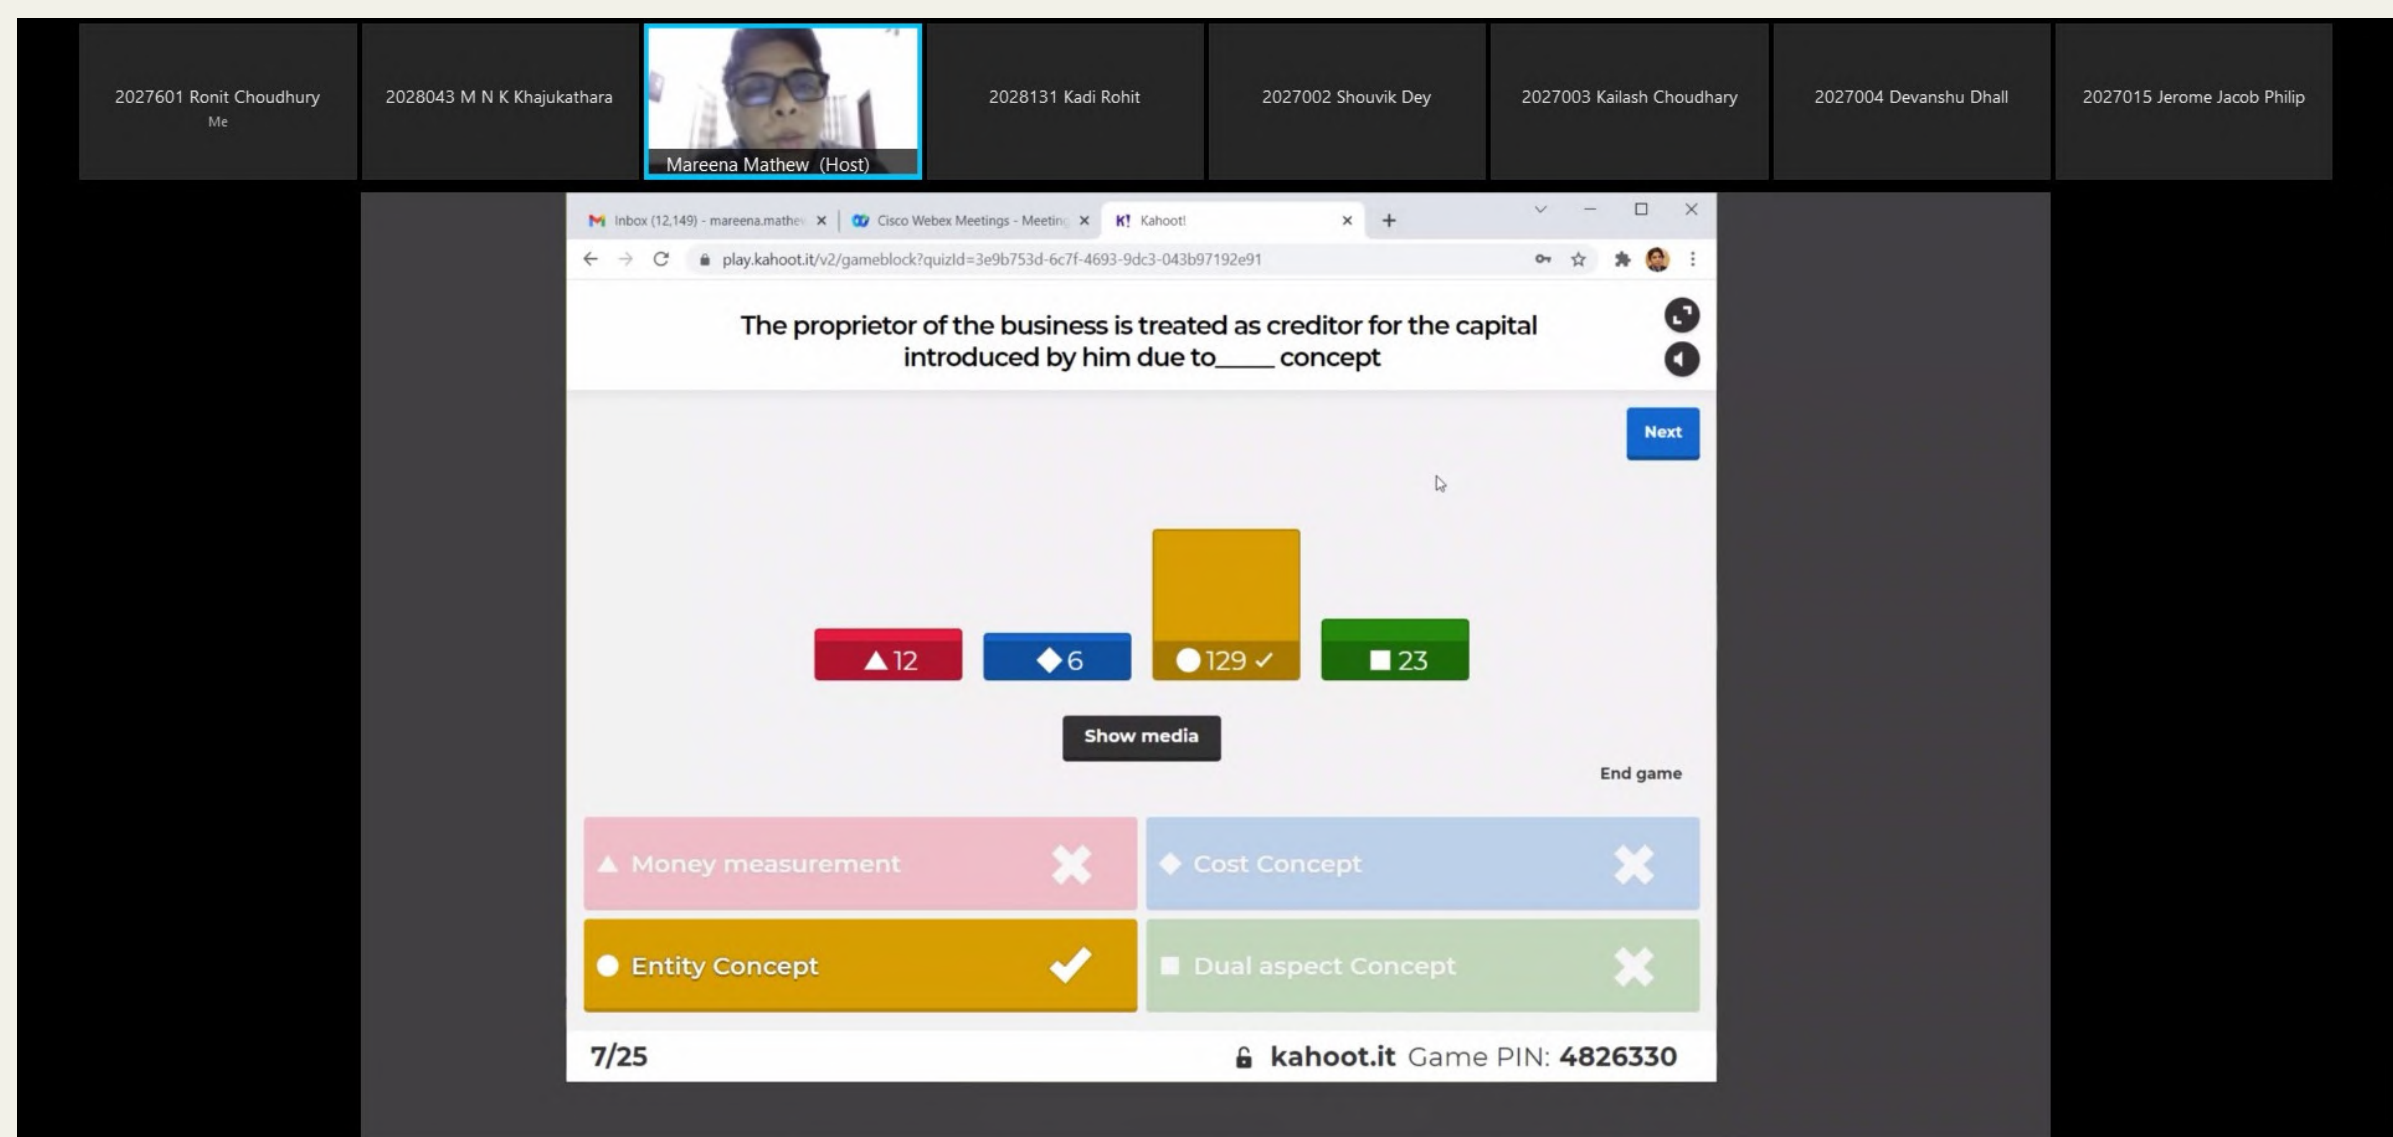 2027601 Ronit Choudhury
Me
2028043 M N K Khajukathara
Mareena Mathew (Host)
2028131 Kadi Rohit
2027002 Shouvik Dey
2027003 Kailash Choudhary
2027004 Devanshu Dhall
2027015 Jerome Jacob Philip
Inbox (12,149) - mareena.mathe
Cisco Webex Meetings - Meeting
K! Kahoot!
play.kahoot.it/v2/gameblock?quizId=3e9b753d-6c7f-4693-9dc3-043b97192e91
The proprietor of the business is treated as creditor for the capital
introduced by him due to____ concept
Next
12
6
129
23
Show media
End game
Money measurement
Cost Concept
Entity Concept
Dual aspect Concept
7/25
kahoot.it Game PIN: 4826330